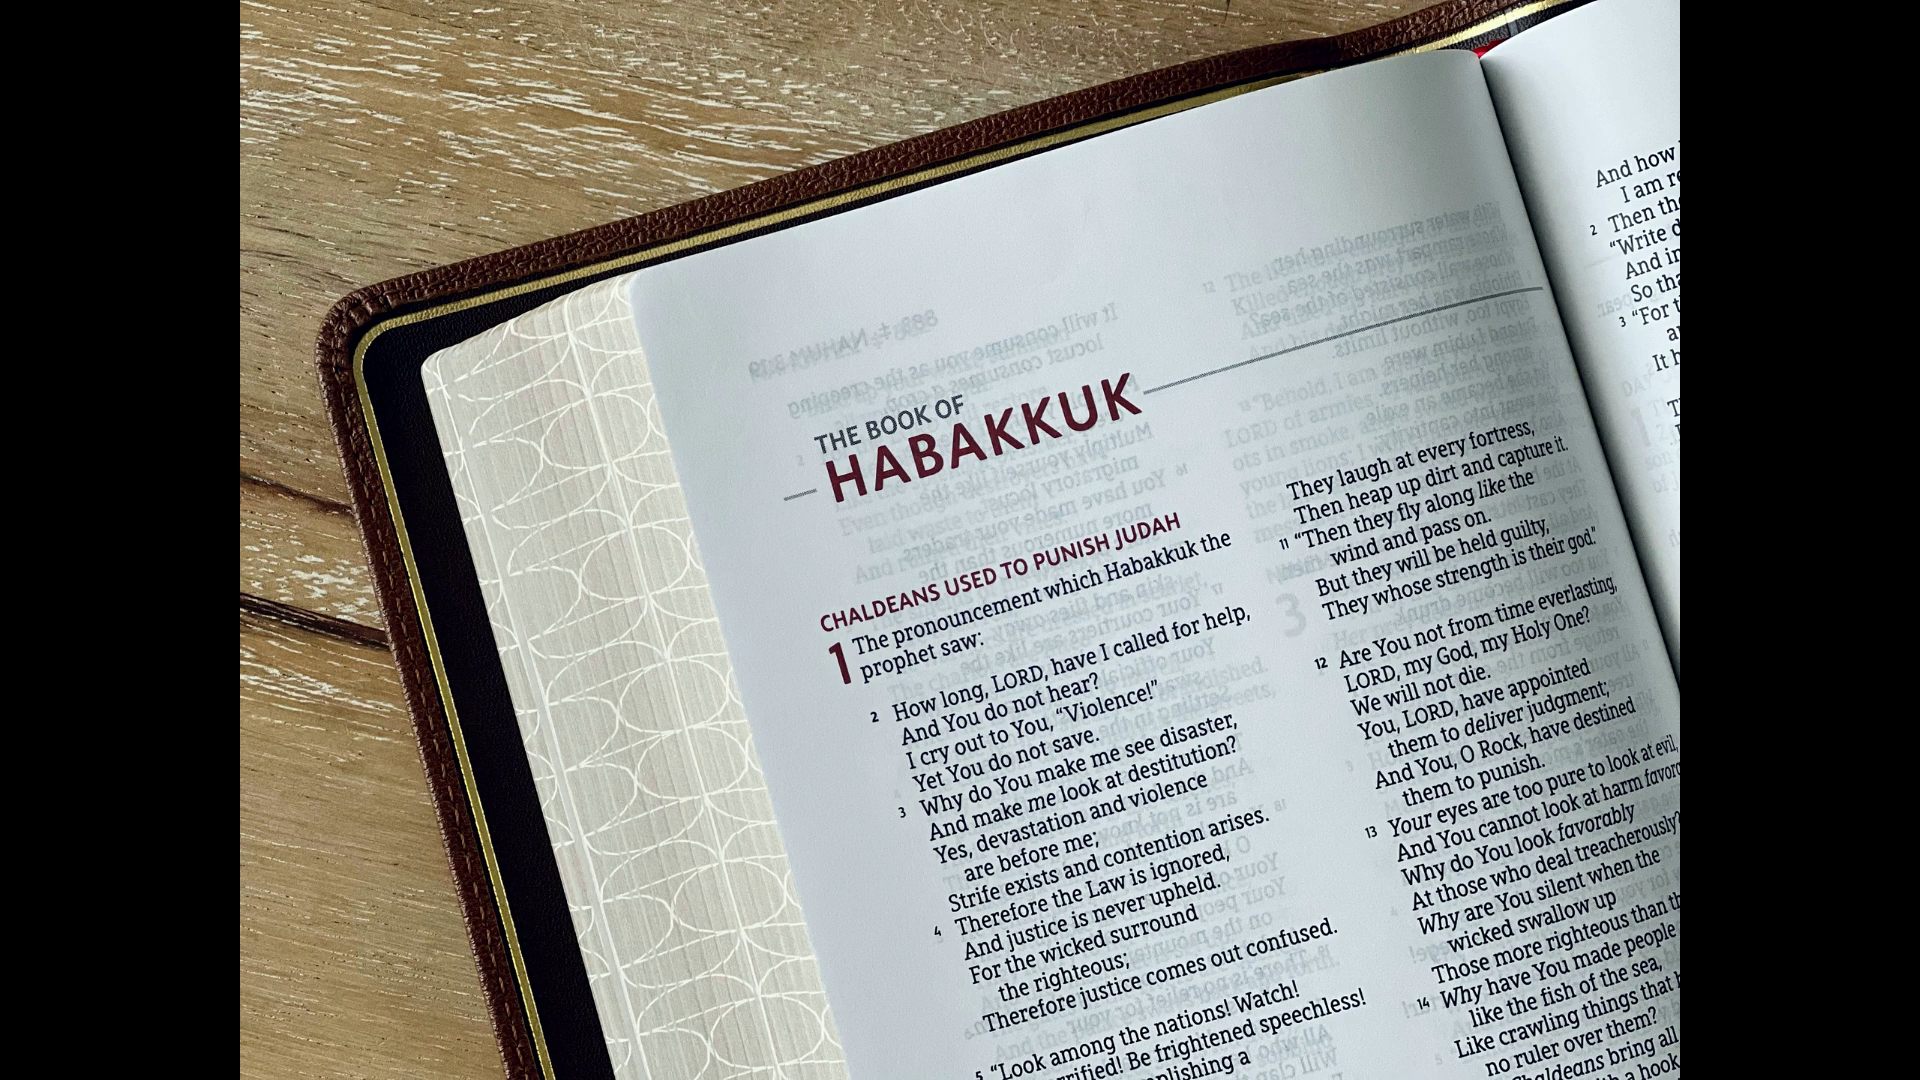 THE BOOK OF
HABAKKUK
CHALDEANS USED TO PUNISH JUDAH
1 The pronouncement which Habakkuk the
prophet saw:
2 How long, LORD, have I called for help,
And You do not hear?
I cry out to You, “Violence!”
Yet You do not save.
3 Why do You make me see disaster,
And make me look at destitution?
Yes, devastation and violence
are before me;
Strife exists and contention arises.
4 Therefore the Law is ignored,
And justice is never upheld.
For the wicked surround
the righteous;
Therefore justice comes out confused.
5 “Look among the nations! Watch!
Be frightened speechless!
a
They laugh at every fortress,
Then heap up dirt and capture it.
11 “Then they fly along like the
wind and pass on.
But they will be held guilty,
They whose strength is their god.”
12 Are You not from time everlasting,
LORD, my God, my Holy One?
We will not die.
You, LORD, have appointed
them to deliver judgment;
And You, O Rock, have destined
them to punish.
13 Your eyes are too pure to look at evil,
And You cannot look at harm
Why do You look favorably
At those who deal treacherously?
Why are You silent when the
wicked swallow up
Those more righteous than
14 Why have You made people
like the fish of the sea,
Like crawling things that
no ruler over them?
bring all
a hook
And how
I am
2 Then
“Write
And
So
3 “For
It